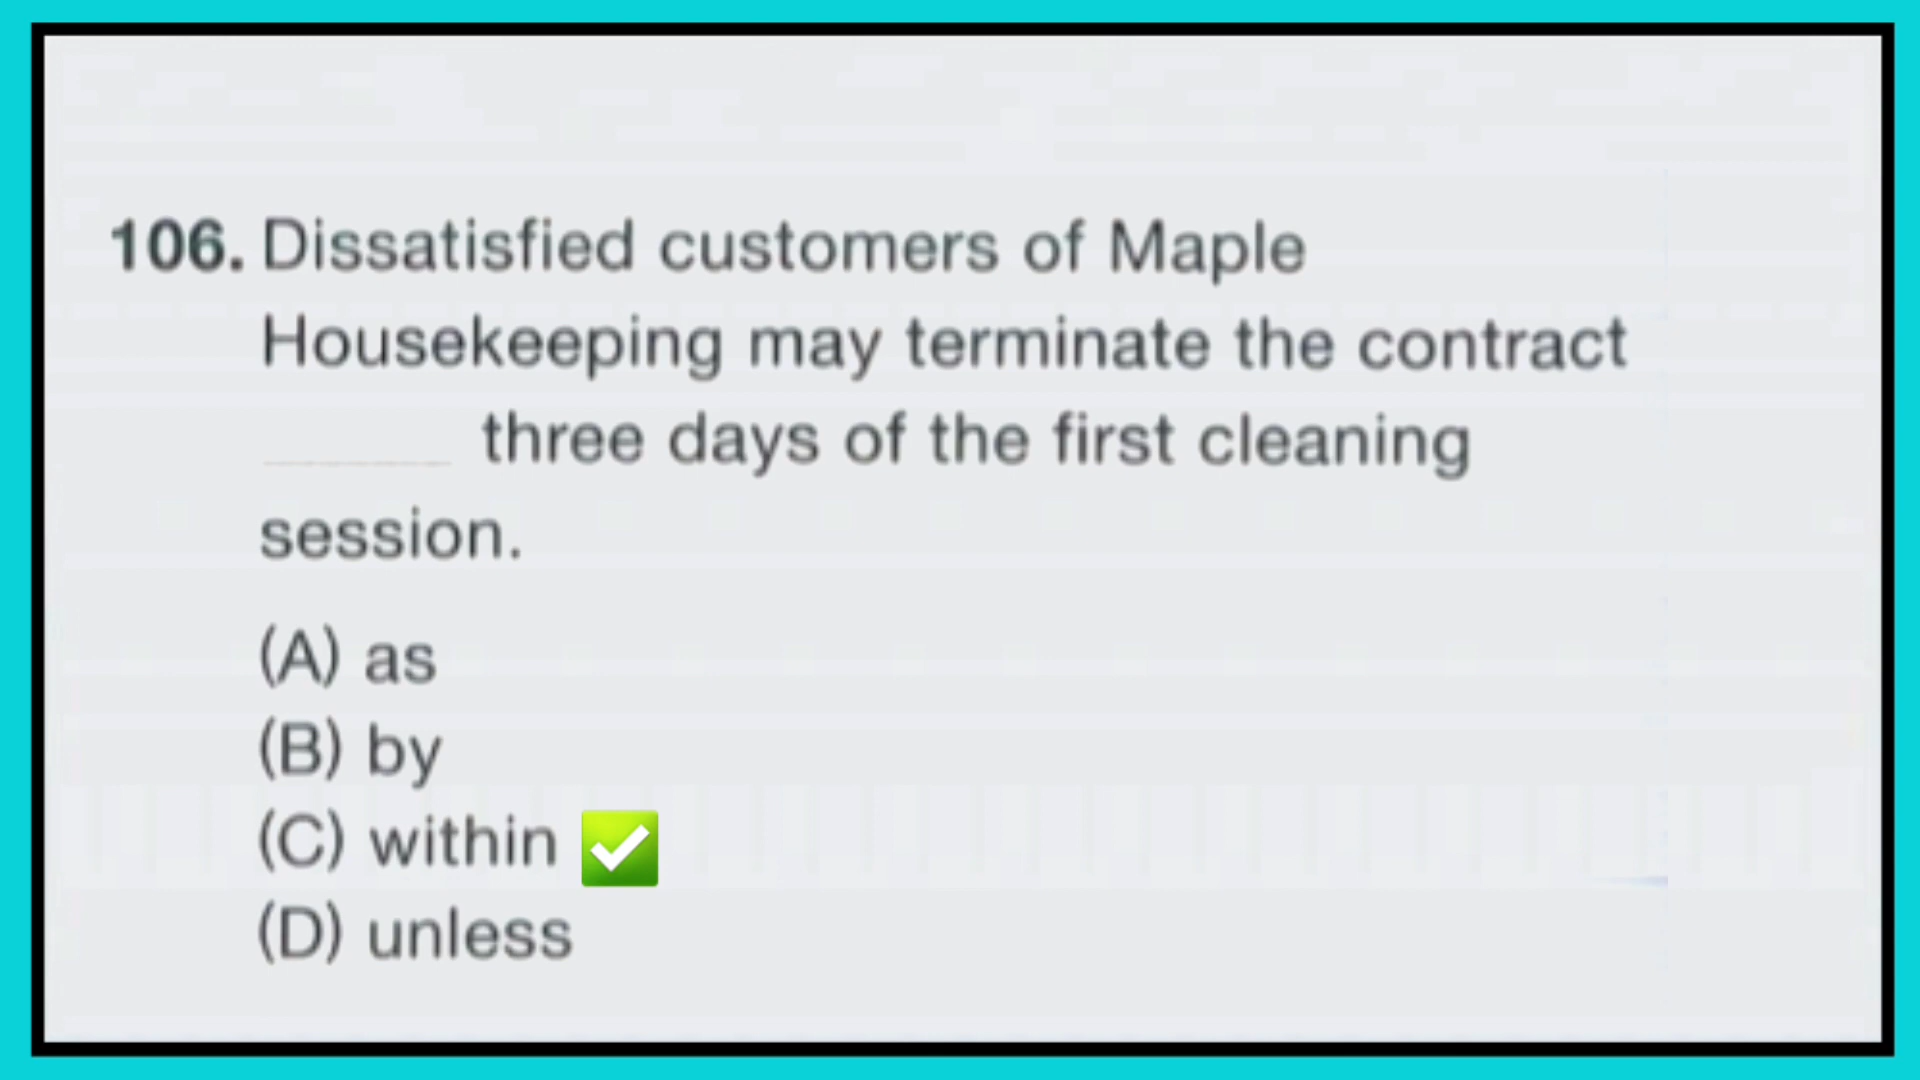 106. Dissatisfied customers of Maple
Housekeeping may terminate the contract
_______ three days of the first cleaning
session.
(A) as
(B) by
(C) within ✅
(D) unless